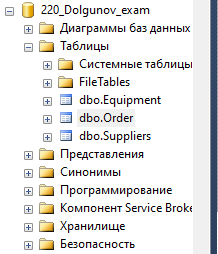 220_Dolgunov_exam
Диаграммы баз данных
Таблицы
Системные таблицы
FileTables
dbo.Equipment
dbo.Order
dbo.Suppliers
Представления
Синонимы
Программирование
Компонент Service Broke
Хранилище
Безопасность